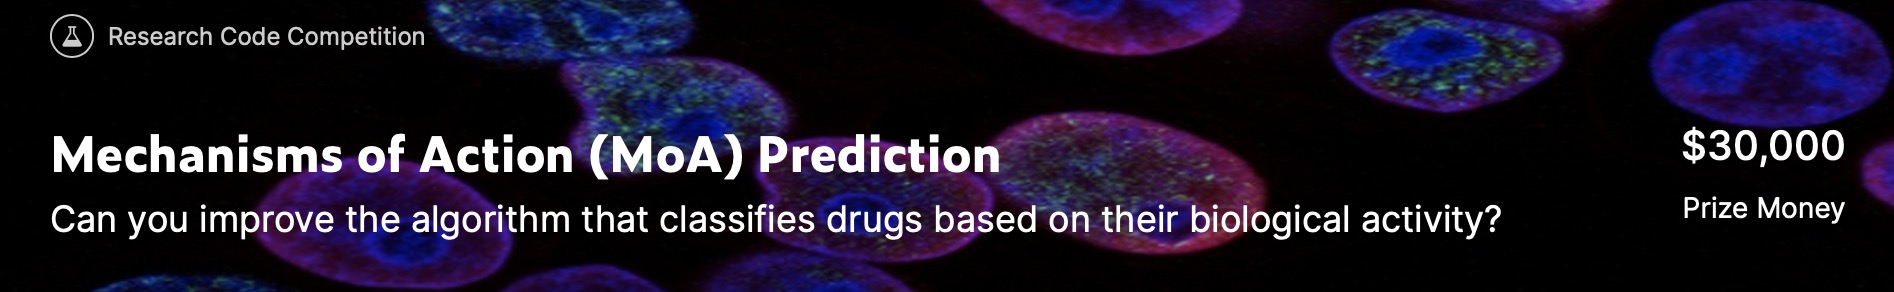 Research Code Competition
Mechanisms of Action (MoA) Prediction
Can you improve the algorithm that classifies drugs based on their biological activity?
$30,000
Prize Money